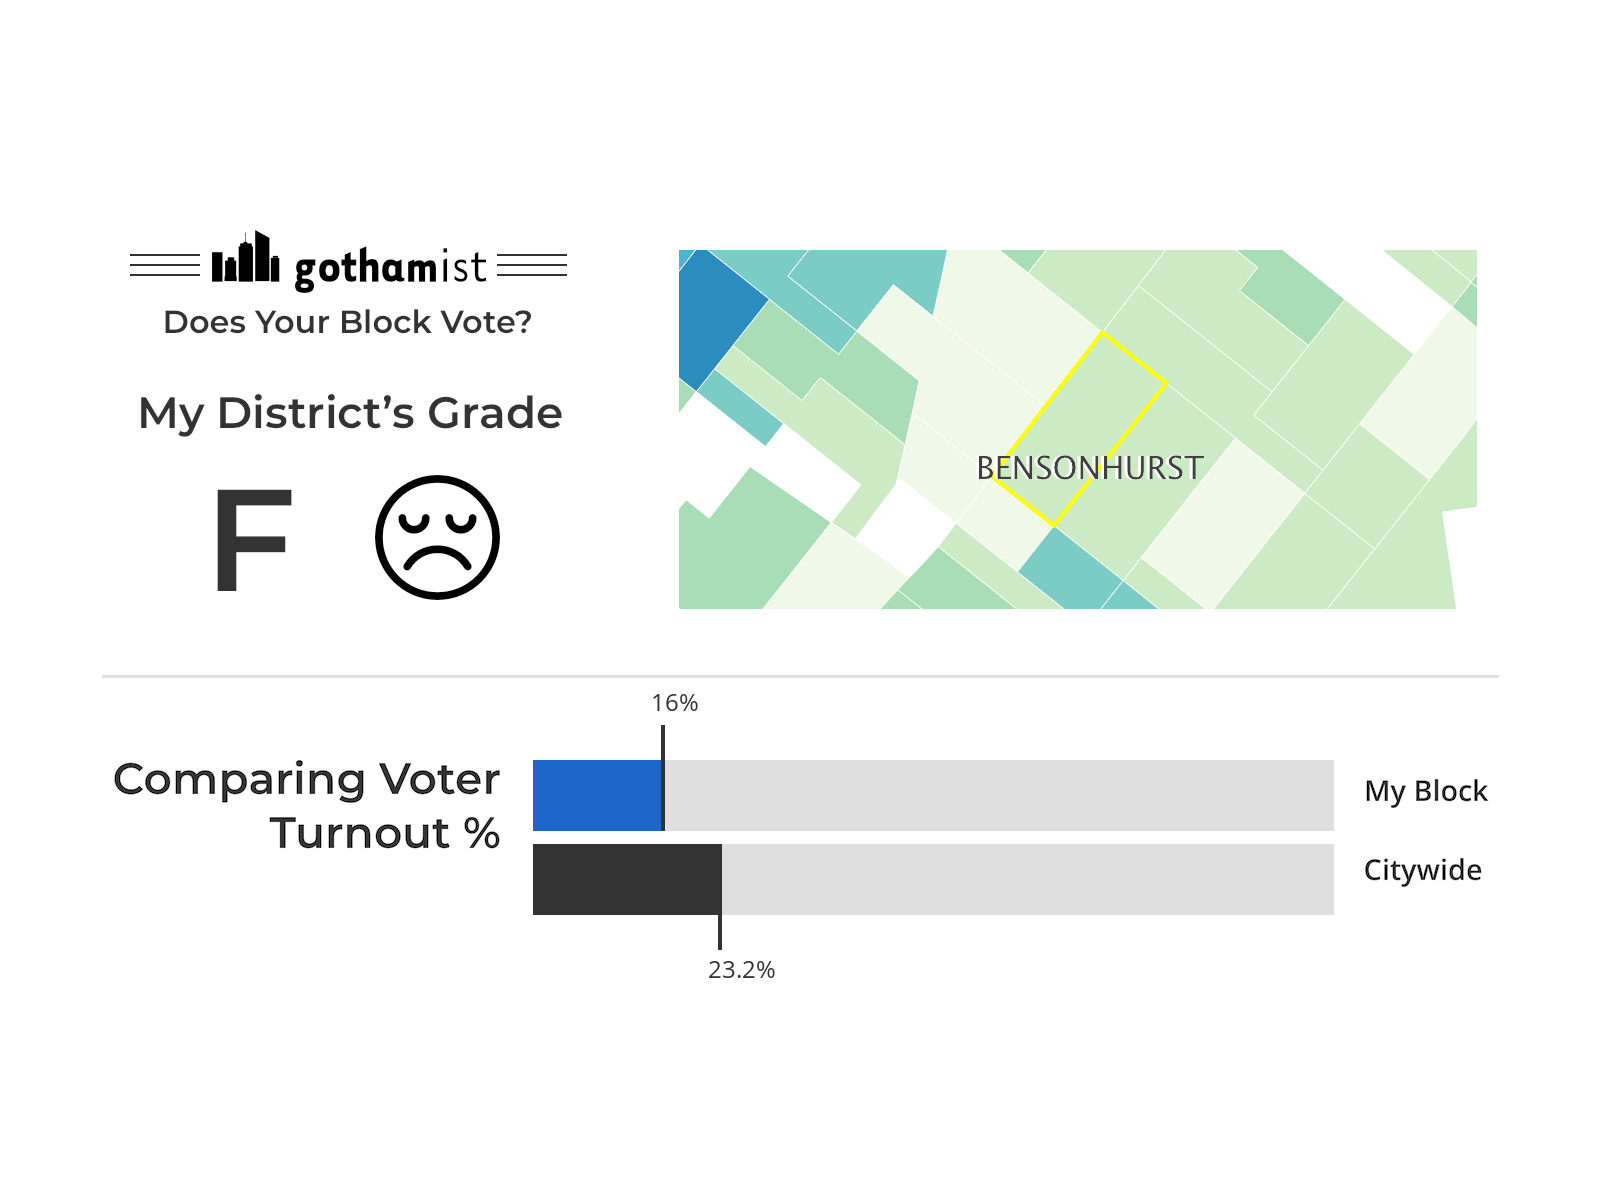 gothamist
Does Your Block Vote?
My District’s Grade
F
BENSONHURST
16%
Comparing Voter
Turnout %
My Block
Citywide
23.2%